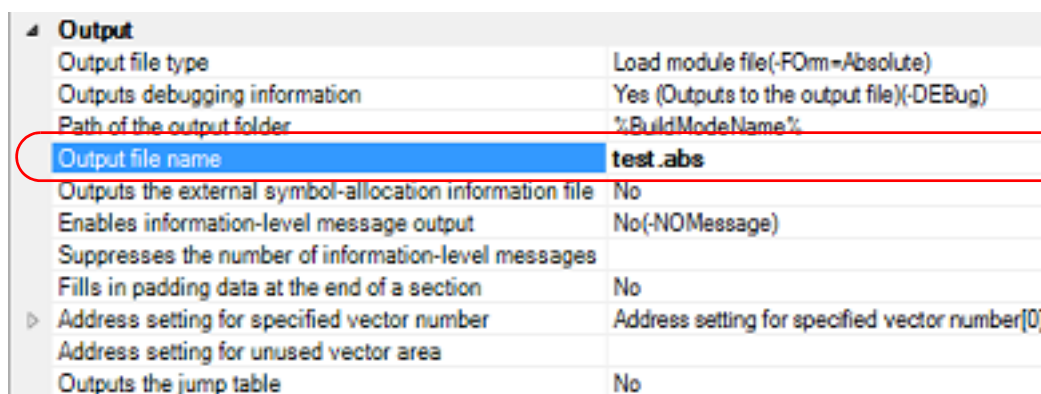 Output
Output file type Load module file(-FOrm=Absolute)
Outputs debugging information Yes (Outputs to the output file)(-DEBug)
Path of the output folder %BuildModeName%
Output file name test.abs
Outputs the external symbol-allocation information file No
Enables information-level message output No(-NOMessage)
Suppresses the number of information-level messages
Fills in padding data at the end of a section No
Address setting for specified vector number Address setting for specified vector number[0]
Address setting for unused vector area
Outputs the jump table No